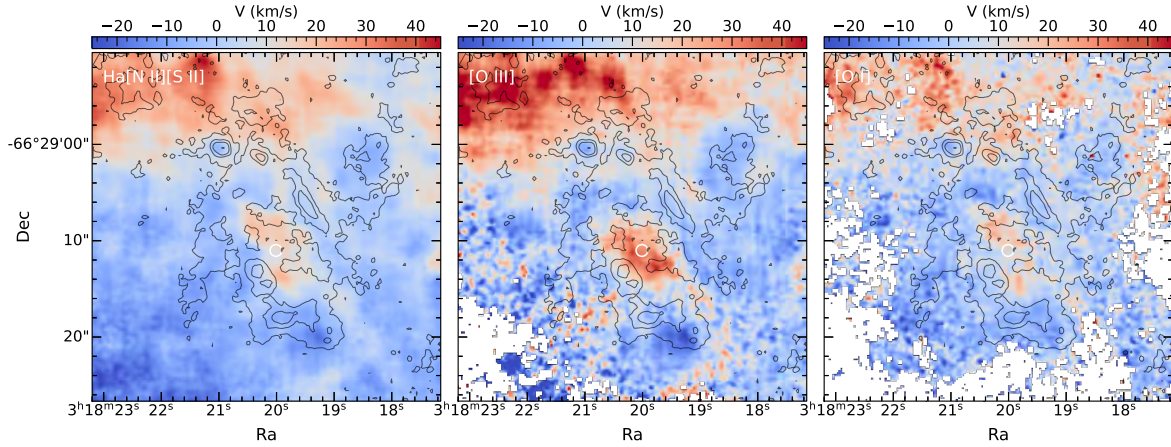 V (km/s) V (km/s) V (km/s)
−20 −10 0 10 20 30 40 −20 −10 0 10 20 30 40 −20 −10 0 10 20 30 40
Ha[N II][S II] [O III] [O I]
-66°29'00"
10"
20"
Dec
C C C
3h18m23s 22s 21s 20s 19s 18s 3h18m23s 22s 21s 20s 19s 18s 3h18m23s 22s 21s 20s 19s 18s
Ra Ra Ra